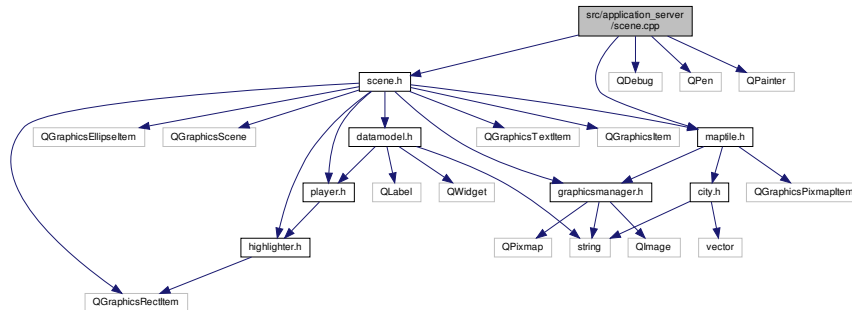 src/application_server
/scene.cpp
scene.h
QDebug
QPen
QPainter
QGraphicsEllipseItem
QGraphicsScene
datamodel.h
QGraphicsTextItem
QGraphicsItem
maptile.h
player.h
QLabel
QWidget
graphicsmanager.h
city.h
QGraphicsPixmapItem
highlighter.h
QPixmap
string
QImage
vector
QGraphicsRectItem